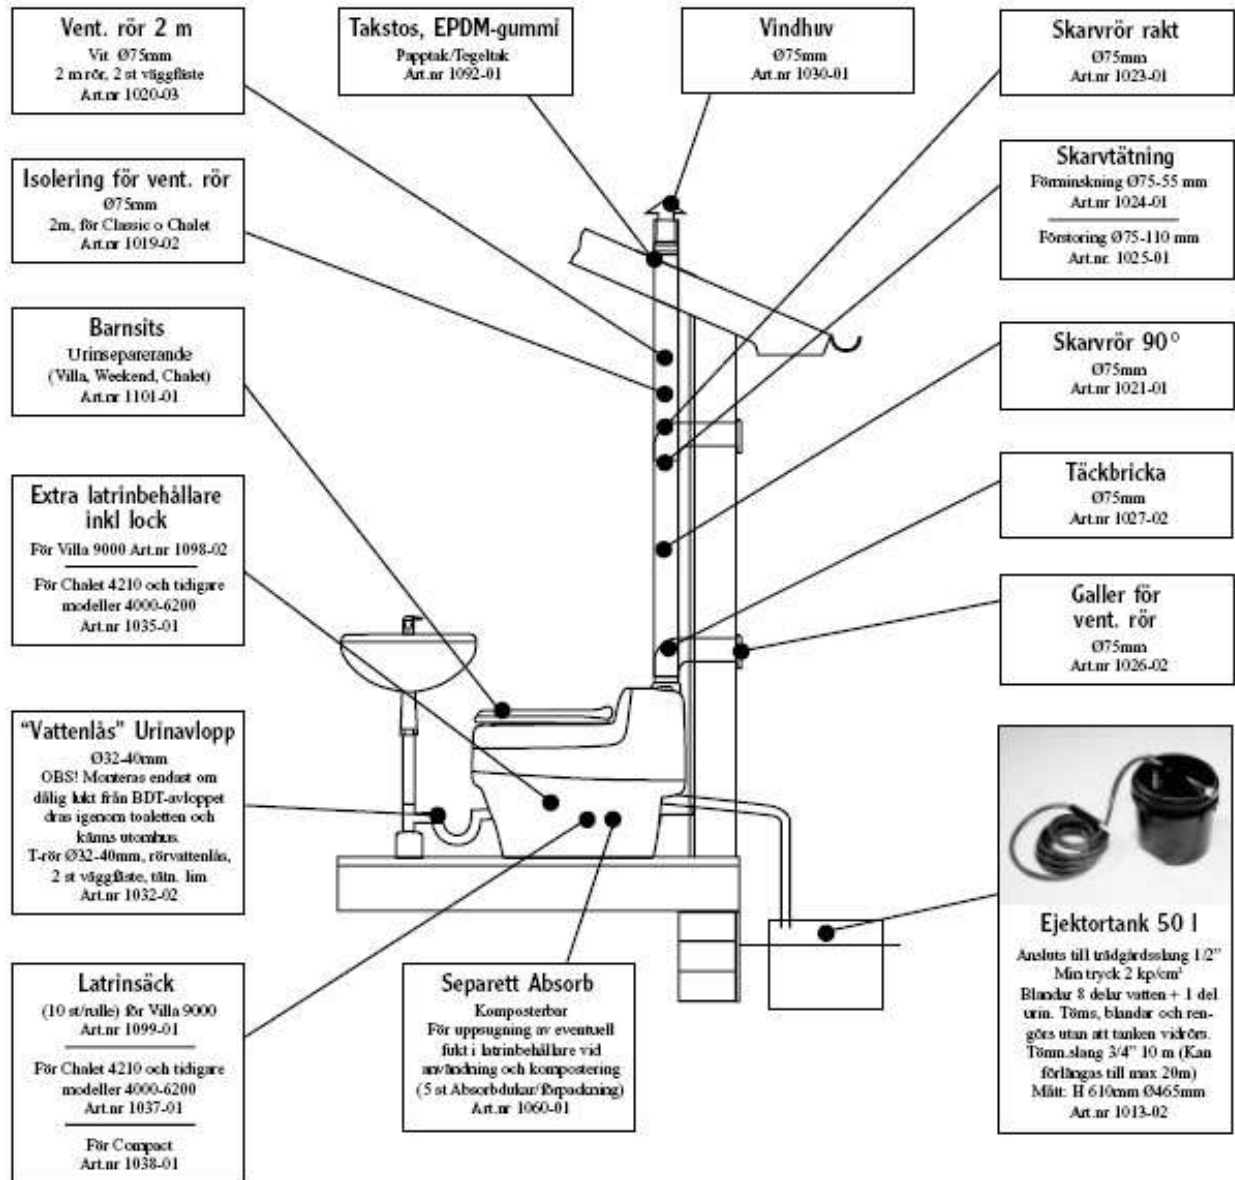 Vent. rör 2 m
Vit Ø75mm
2 m rör, 2 st väggfäste
Art.nr 1020-03
Takstos, EPDM-gummi
Papptak/Tegeltak
Art.nr 1092-01
Vindhuv
Ø75mm
Art.nr 1030-01
Skarvrör rakt
Ø75mm
Art.nr 1023-01
Isolering för vent. rör
Ø75mm
2m, för Classic o Chalet
Art.nr 1019-02
Skarvtätning
Förminskning Ø75-55 mm
Art.nr 1024-01
Förstoring Ø75-110 mm
Art.nr. 1025-01
Barnsits
Urinseparerande
(Villa, Weekend, Chalet)
Art.nr 1101-01
Skarvrör 90°
Ø75mm
Art.nr 1021-01
Extra latrinbehållare
inkl lock
För Villa 9000 Art.nr 1098-02
För Chalet 4210 och tidigare
modeller 4000-6200
Art.nr 1035-01
Täckbricka
Ø75mm
Art.nr 1027-02
Galler för
vent. rör
Ø75mm
Art.nr 1026-02
"Vattenlås" Urinavlopp
Ø32-40mm
OBS! Monteras endast om
dålig lukt från BDT-avloppet
dras igenom toaletten och
känns utomhus.
T-rör Ø32-40mm, rörvattenlås,
2 st väggfäste, tätn. lim
Art.nr 1032-02
Ejektortank 50 l
Ansluts till trädgårdsslang 1/2"
Min tryck 2 kp/cm²
Blandar 8 delar vatten + 1 del
urin. Töms, blandar och ren-
görs utan att tanken vidrörs.
Tömn.slang 3/4" 10 m (Kan
förlängas till max 20m)
Mått: H 610mm Ø465mm
Art.nr 1013-02
Latrinsäck
(10 st/rulle) för Villa 9000
Art.nr 1099-01
För Chalet 4210 och tidigare
modeller 4000-6200
Art.nr 1037-01
För Compact
Art.nr 1038-01
Separett Absorb
Komposterbar
För uppsugning av eventuell
fukt i latrinbehållare vid
användning och kompostering
(5 st Absorbdukar/förpackning)
Art.nr 1060-01